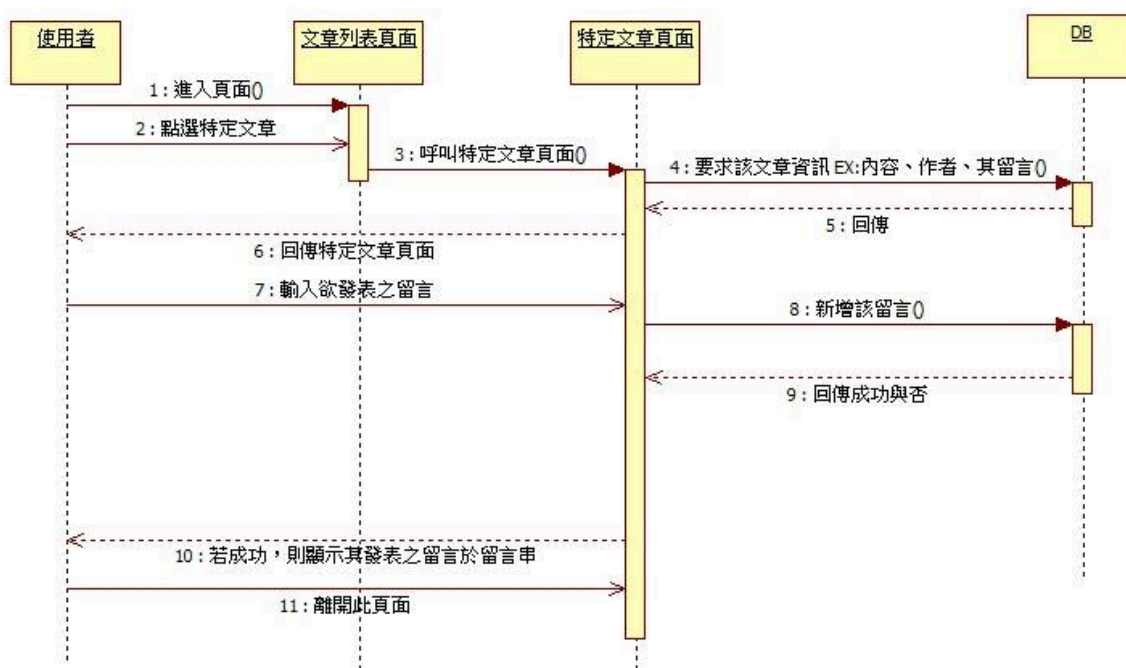 使用者
文章列表頁面
特定文章頁面
DB
1 : 進入頁面()
2 : 點選特定文章
3 : 呼叫特定文章頁面()
4 : 要求該文章資訊 EX:內容、作者、其留言()
5 : 回傳
6 : 回傳特定文章頁面
7 : 輸入欲發表之留言
8 : 新增該留言()
9 : 回傳成功與否
10 : 若成功，則顯示其發表之留言於留言串
11 : 離開此頁面